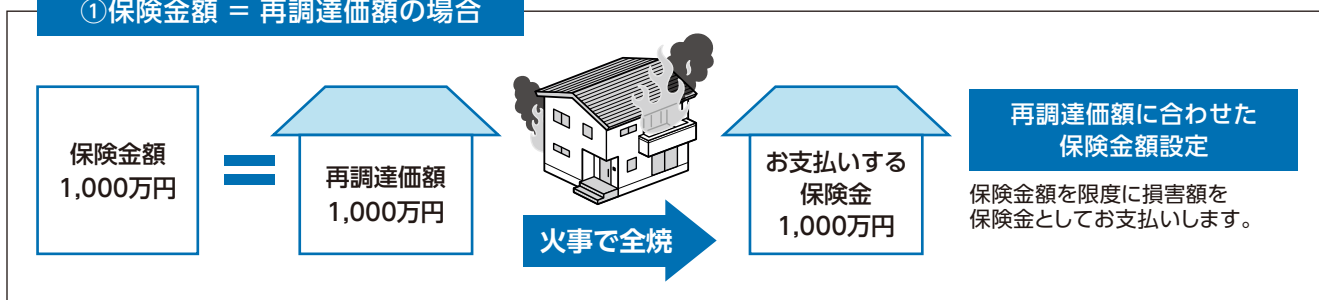 ①保険金額 = 再調達価額の場合
保険金額
1,000万円
再調達価額
1,000万円
火事で全焼
お支払いする
保険金
1,000万円
再調達価額に合わせた
保険金額設定
保険金額を限度に損害額を
保険金としてお支払いします。